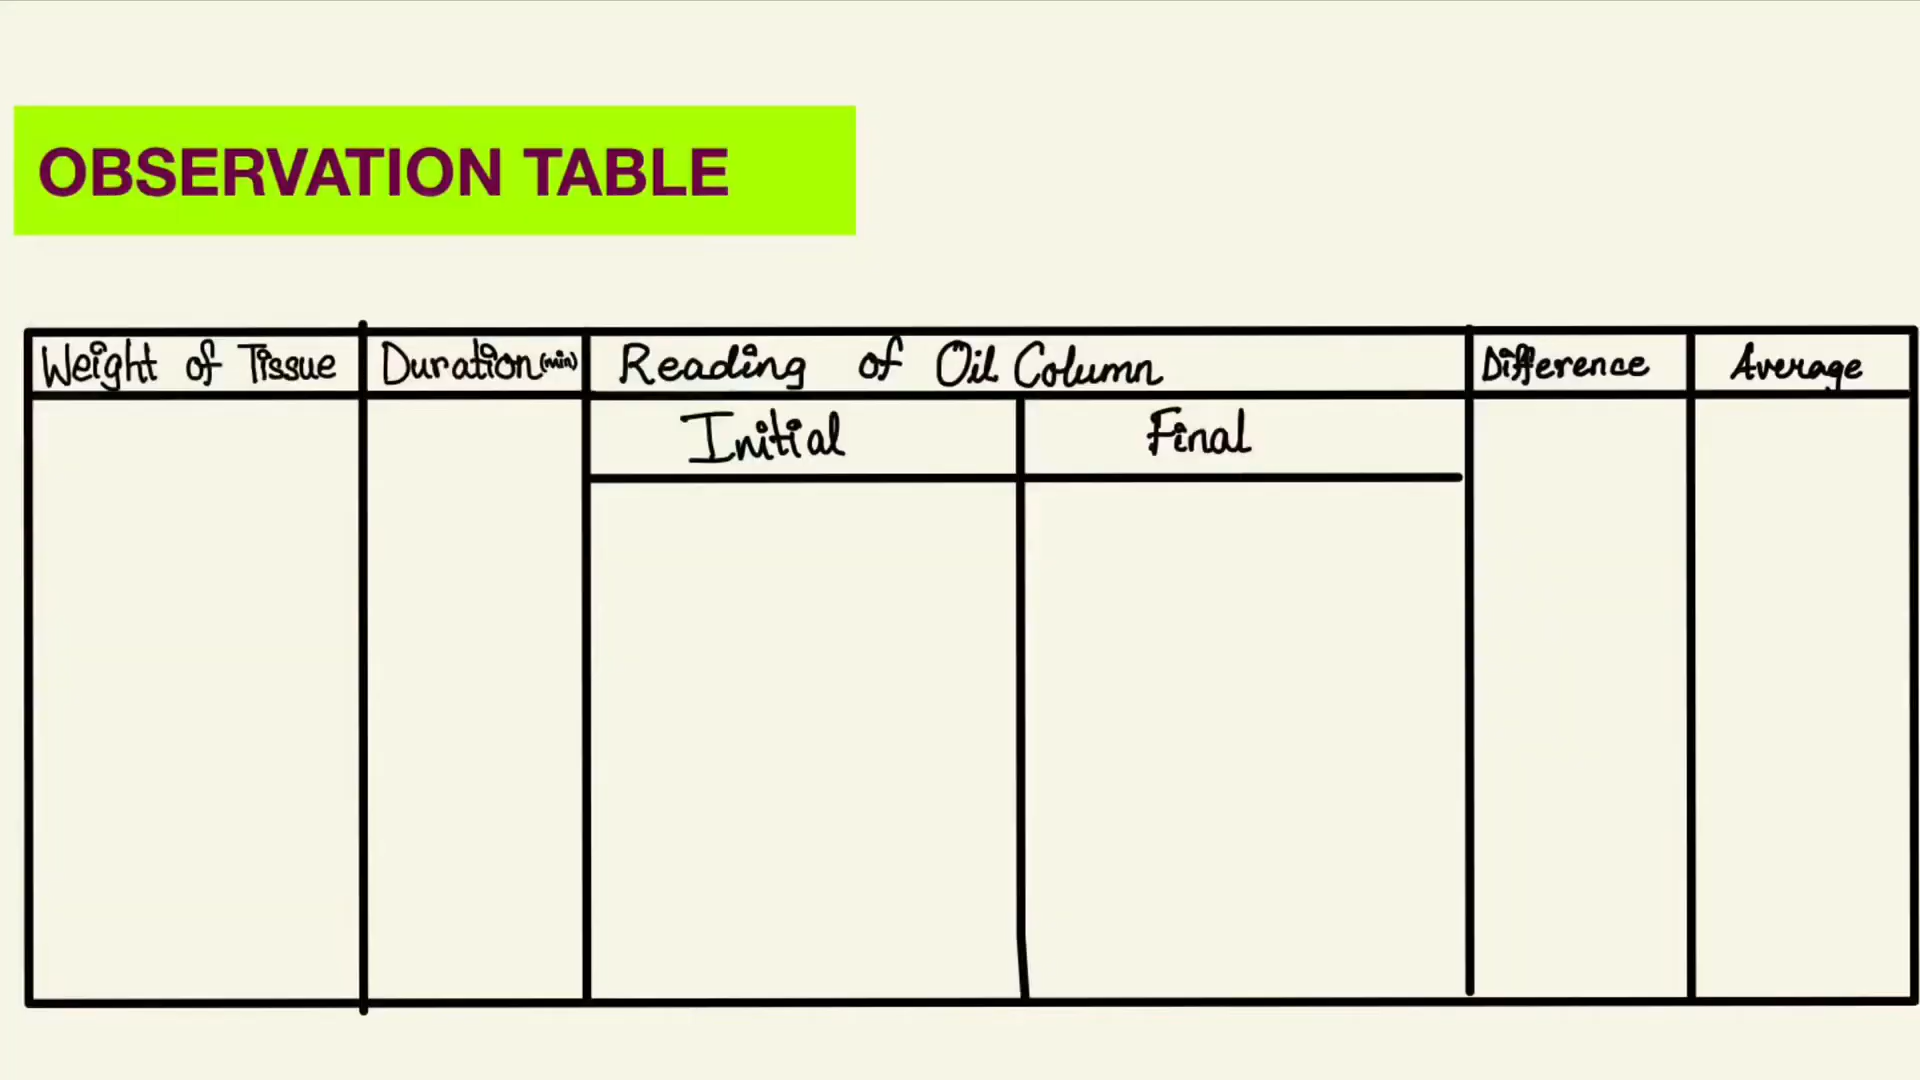 OBSERVATION TABLE
Weight of Tissue Duration (min) Reading of Oil Column Difference Average
Initial Final